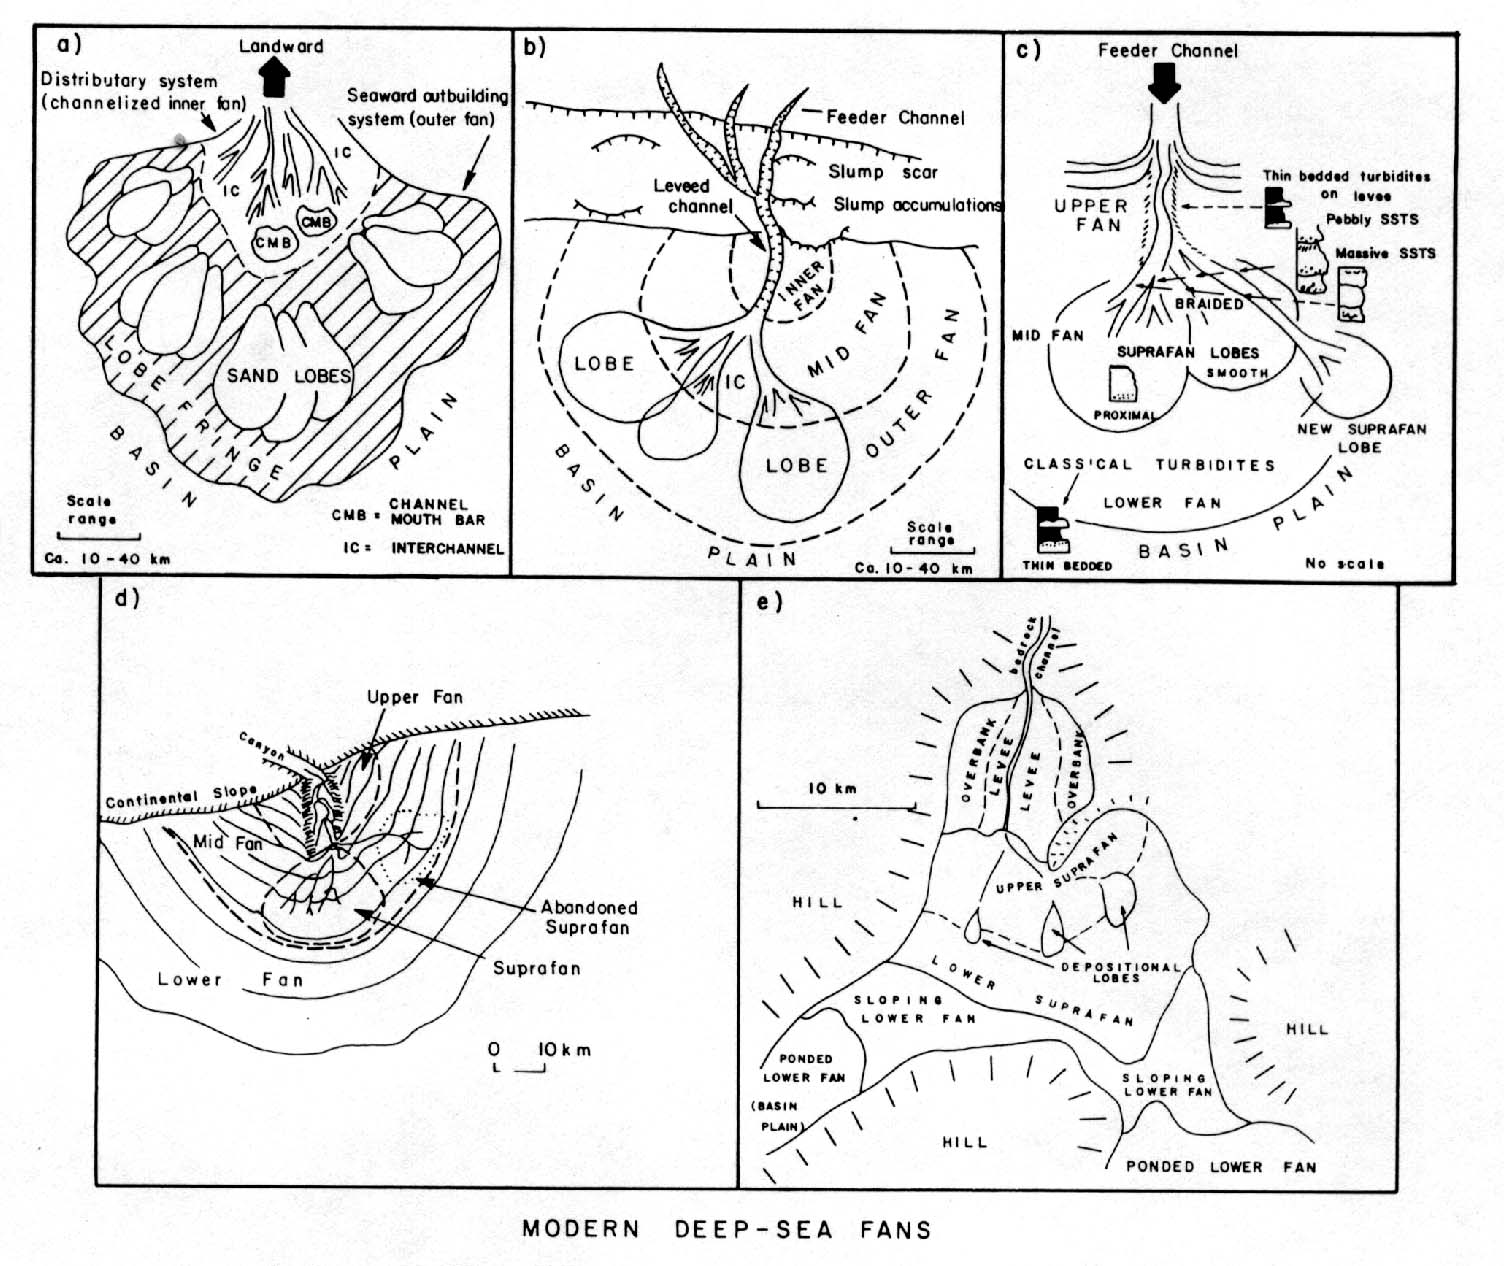 a)
Landward
Distributary system
(channelized inner fan)
Seaward outbuilding
system (outer fan)
IC
IC
CMB
CMB
SAND LOBES
LOBE FRINGE
BASIN
PLAIN
Scale
range
Ca. 10-40 km
CMB = CHANNEL
MOUTH BAR
IC = INTERCHANNEL
b)
Feeder Channel
Slump scar
Leveed
channel
Slump accumulations
INNER
FAN
MID FAN
OUTER FAN
LOBE
IC
LOBE
BASIN
PLAIN
Scale
range
Ca. 10-40 km
c)
Feeder Channel
Thin bedded turbidites
on levee
Pebbly SSTS
Massive SSTS
UPPER
FAN
BRAIDED
MID FAN
SUPRAFAN LOBES
SMOOTH
PROXIMAL
NEW SUPRAFAN
LOBE
CLASSICAL TURBIDITES
LOWER FAN
BASIN PLAIN
THIN BEDDED
No scale
d)
Upper Fan
Canyon
Continental Slope
Mid Fan
Abandoned
Suprafan
Suprafan
Lower Fan
0 10 km
e)
bedrock
channel
OVERBANK
LEVEE
LEVEE
OVERBANK
10 km
UPPER SUPRAFAN
HILL
DEPOSITIONAL
LOBES
LOWER SUPRAFAN
SLOPING
LOWER FAN
HILL
PONDED
LOWER FAN
(BASIN
PLAIN)
SLOPING
LOWER FAN
HILL
PONDED LOWER FAN
MODERN DEEP-SEA FANS